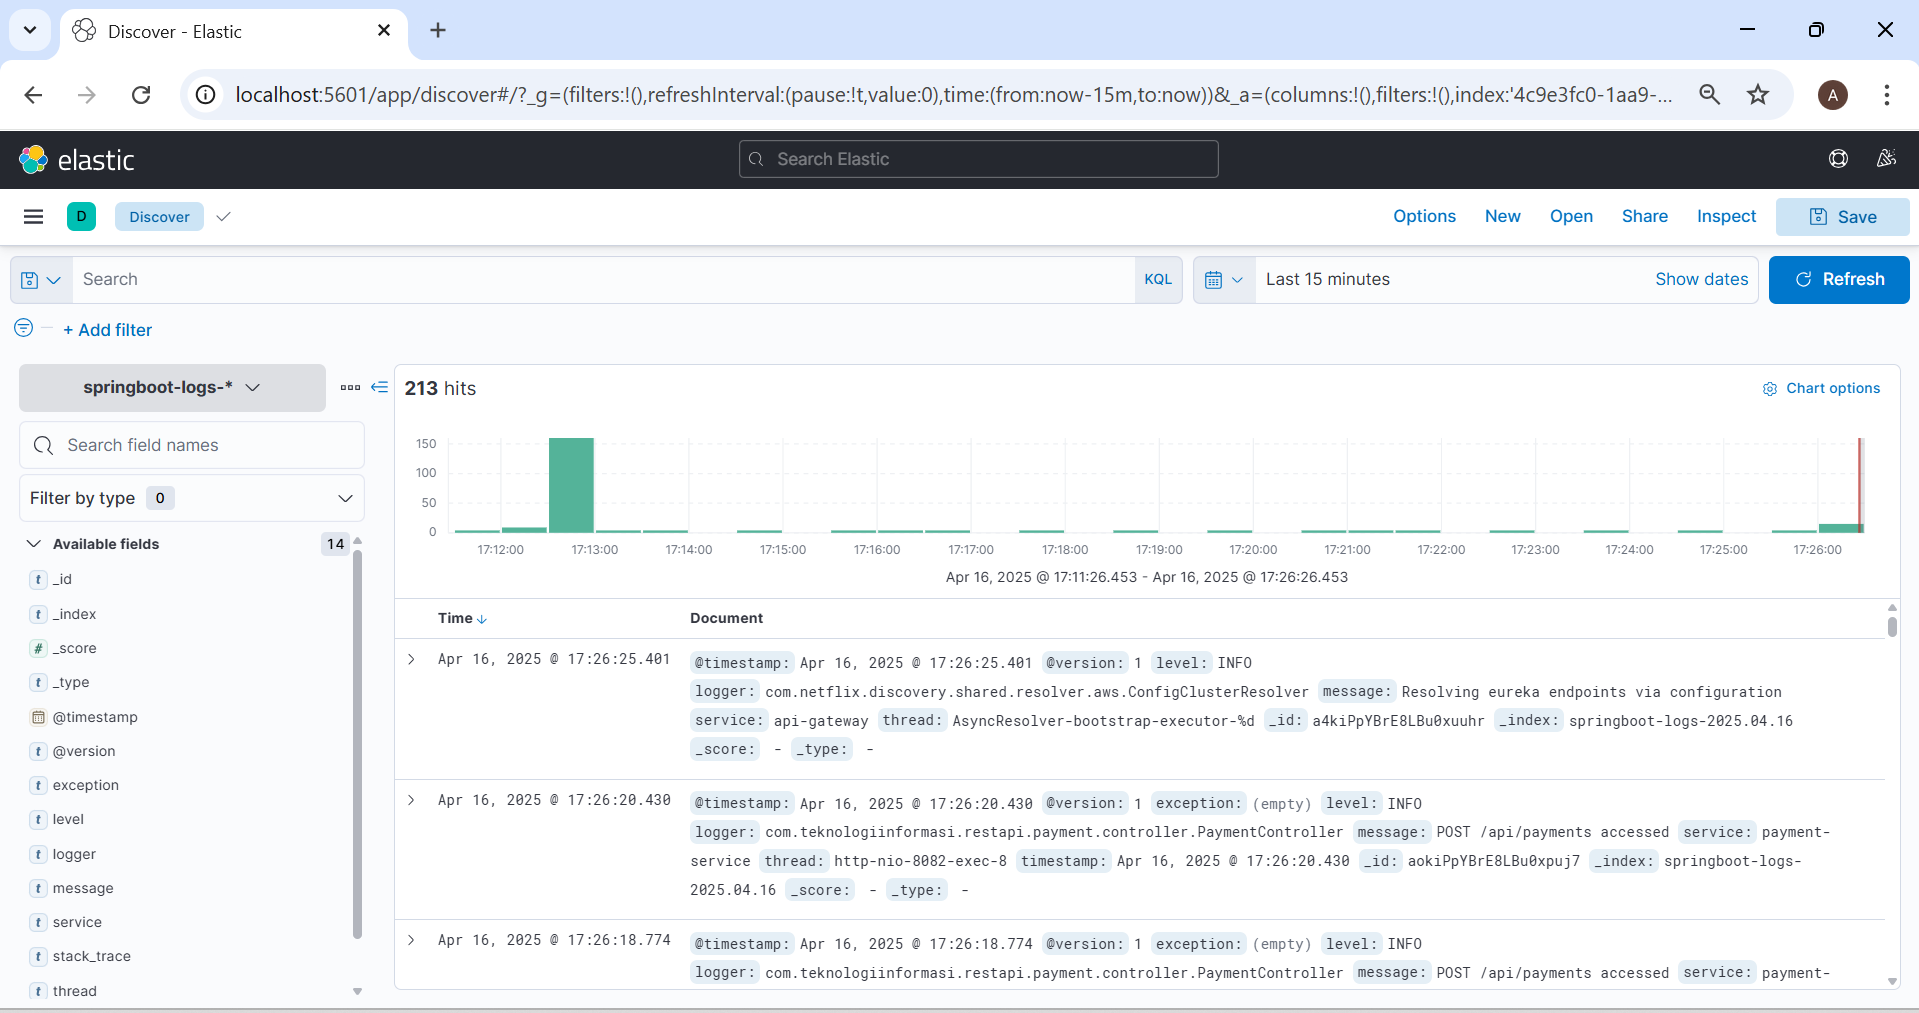 Discover - Elastic
localhost:5601/app/discover#/?_g=(filters:!(),refreshInterval:(pause:!t,value:0),time:(from:now-15m,to:now))&_a=(columns:!(),filters:!(),index:'4c9e3fc0-1aa9-...
A
elastic
Search Elastic
D
Discover
Options New Open Share Inspect Save
Search
KQL
Last 15 minutes
Show dates
Refresh
+ Add filter
springboot-logs-*
Search field names
Filter by type 0
Available fields 14
t _id
t _index
# _score
t _type
@timestamp
t @version
t exception
t level
t logger
t message
t service
t stack_trace
t thread
213 hits
Chart options
150
100
50
0
17:12:00 17:13:00 17:14:00 17:15:00 17:16:00 17:17:00 17:18:00 17:19:00 17:20:00 17:21:00 17:22:00 17:23:00 17:24:00 17:25:00 17:26:00
Apr 16, 2025 @ 17:11:26.453 - Apr 16, 2025 @ 17:26:26.453
Time Document
Apr 16, 2025 @ 17:26:25.401 @timestamp: Apr 16, 2025 @ 17:26:25.401 @version: 1 level: INFO
logger: com.netflix.discovery.shared.resolver.aws.ConfigClusterResolver message: Resolving eureka endpoints via configuration
service: api-gateway thread: AsyncResolver-bootstrap-executor-%d _id: a4kiPpYBrE8LBu0xuuhr _index: springboot-logs-2025.04.16
_score: - _type: -
Apr 16, 2025 @ 17:26:20.430 @timestamp: Apr 16, 2025 @ 17:26:20.430 @version: 1 exception: (empty) level: INFO
logger: com.teknologiinformasi.restapi.payment.controller.PaymentController message: POST /api/payments accessed service: payment-
service thread: http-nio-8082-exec-8 timestamp: Apr 16, 2025 @ 17:26:20.430 _id: aokiPpYBrE8LBu0xpuj7 _index: springboot-logs-
2025.04.16 _score: - _type: -
Apr 16, 2025 @ 17:26:18.774 @timestamp: Apr 16, 2025 @ 17:26:18.774 @version: 1 exception: (empty) level: INFO
logger: com.teknologiinformasi.restapi.payment.controller.PaymentController message: POST /api/payments accessed service: payment-